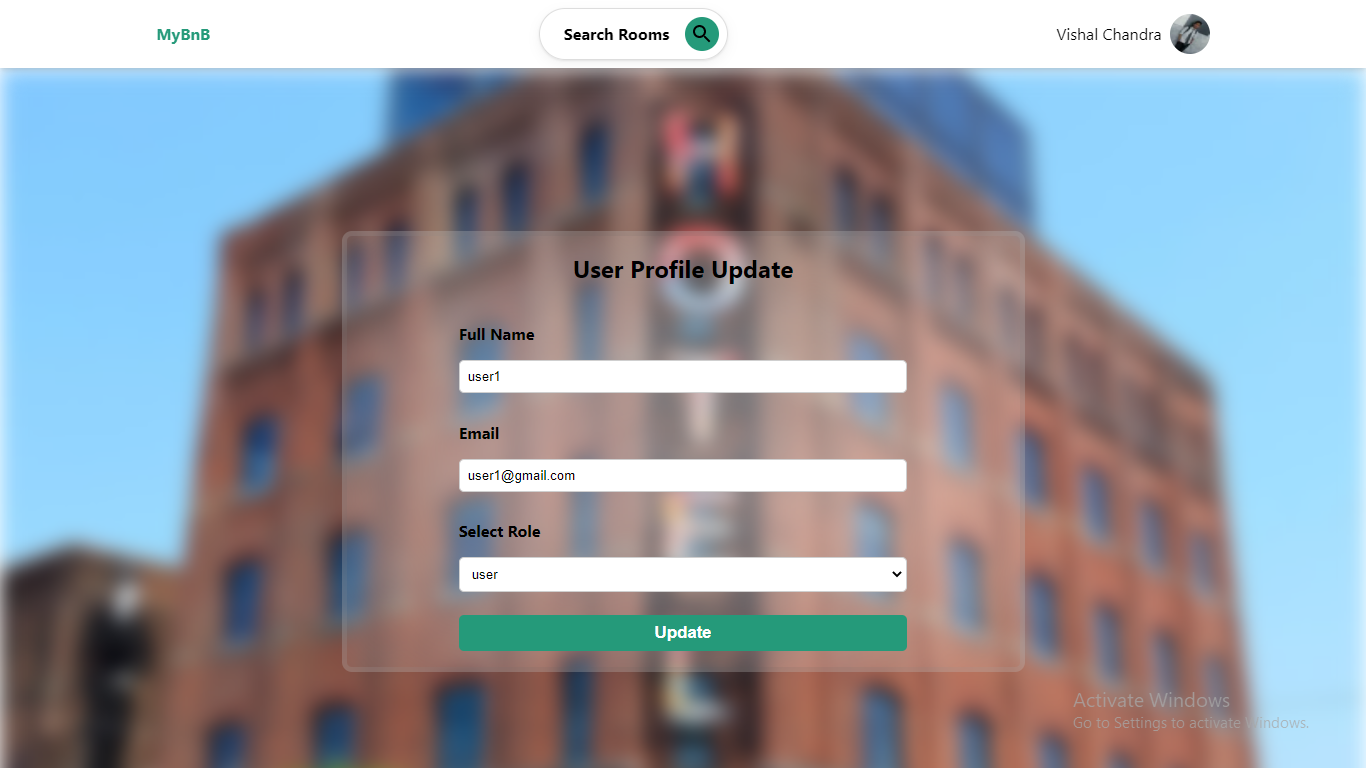 MyBnB
Search Rooms
Vishal Chandra
User Profile Update
Full Name
user1
Email
user1@gmail.com
Select Role
user
Update
Activate Windows
Go to Settings to activate Windows.